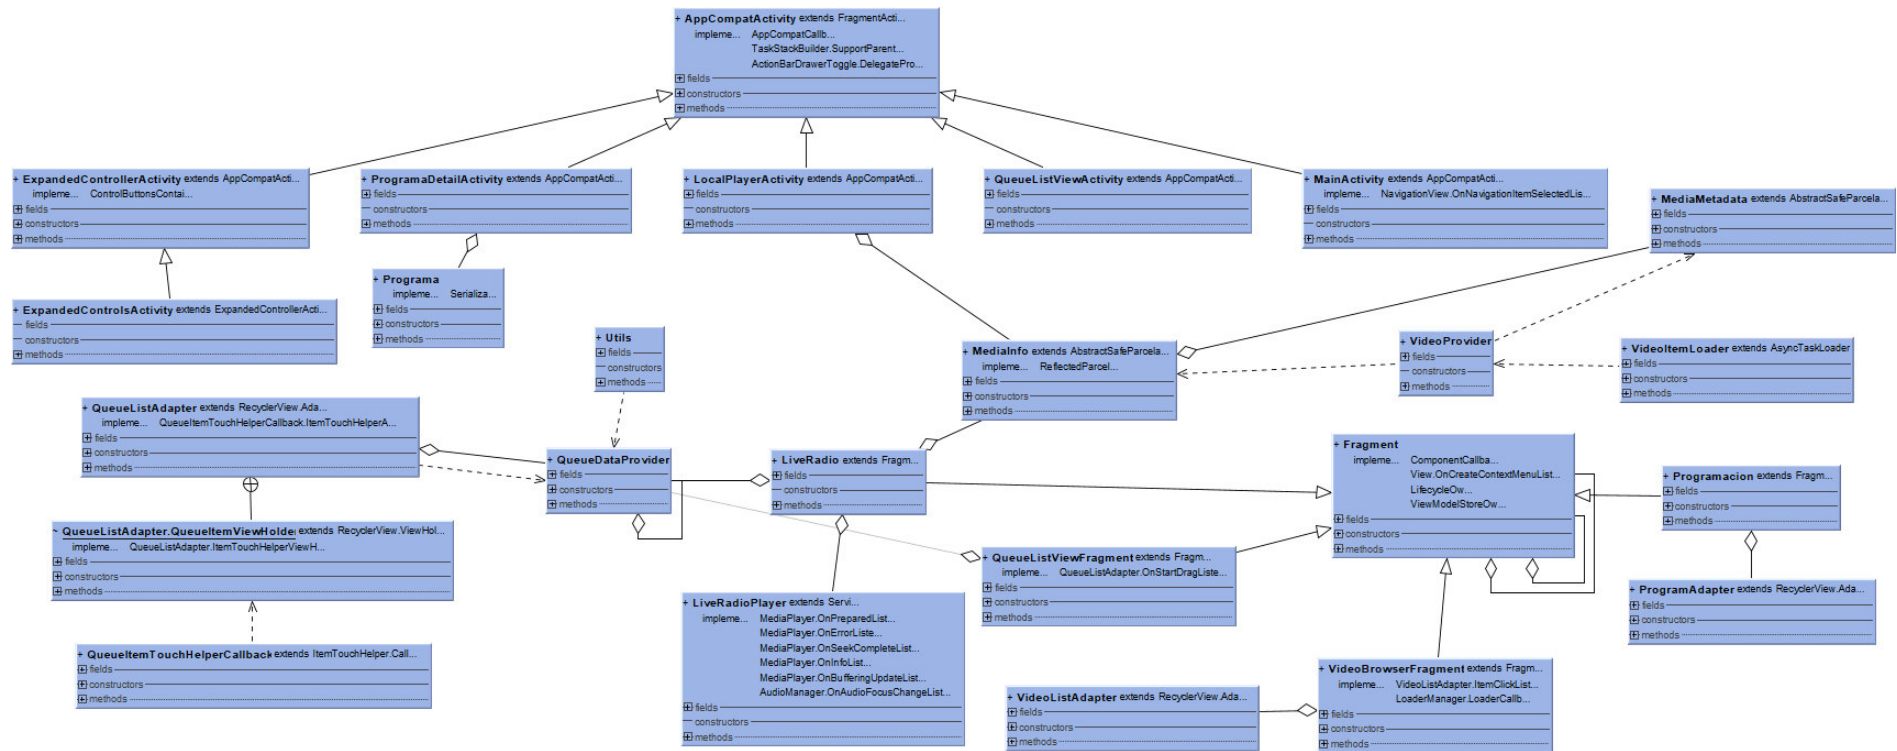 + AppCompatActivity extends FragmentActi...
impleme... AppCompatCallb...
TaskStackBuilder.SupportParent...
ActionBarDrawerToggle.DelegatePro...
fields
constructors
methods
+ ExpandedControllerActivity extends AppCompatActi...
impleme... ControlButtonsContai...
fields
constructors
methods
+ ProgramaDetailActivity extends AppCompatActi...
fields
constructors
methods
+ LocalPlayerActivity extends AppCompatActi...
fields
constructors
methods
+ QueueListViewActivity extends AppCompatActi...
fields
constructors
methods
+ MainActivity extends AppCompatActi...
impleme... NavigationView.OnNavigationItemSelectedLis...
fields
constructors
methods
+ MediaMetadata extends AbstractSafeParcela...
fields
constructors
methods
+ Programa
impleme... Serializa...
fields
constructors
methods
+ ExpandedControlsActivity extends ExpandedControllerActi...
fields
constructors
methods
+ Utils
fields
constructors
methods
+ MediaInfo extends AbstractSafeParcela...
impleme... ReflectedParcel...
fields
constructors
methods
+ VideoProvider
fields
constructors
methods
+ VideoItemLoader extends AsyncTaskLoader
fields
constructors
methods
+ QueueListAdapter extends RecyclerView.Ada...
impleme... QueueItemTouchHelperCallback.ItemTouchHelperA...
fields
constructors
methods
+ QueueDataProvider
fields
constructors
methods
+ LiveRadio extends Fragm...
fields
constructors
methods
+ Fragment
impleme... ComponentCallba...
View.OnCreateContextMenuList...
LifecycleOw...
ViewModelStoreOw...
fields
constructors
methods
+ Programacion extends Fragm...
fields
constructors
methods
~ QueueListAdapter.QueueItemViewHolder extends RecyclerView.ViewHol...
impleme... QueueListAdapter.ItemTouchHelperViewH...
fields
constructors
methods
+ QueueListViewFragment extends Fragm...
impleme... QueueListAdapter.OnStartDragListe...
fields
constructors
methods
+ ProgramAdapter extends RecyclerView.Ada...
fields
constructors
methods
+ LiveRadioPlayer extends Servi...
impleme... MediaPlayer.OnPreparedList...
MediaPlayer.OnErrorListe...
MediaPlayer.OnSeekCompleteList...
MediaPlayer.OnInfoList...
MediaPlayer.OnBufferingUpdateList...
AudioManager.OnAudioFocusChangeList...
fields
constructors
methods
+ QueueItemTouchHelperCallback extends ItemTouchHelper.Call...
fields
constructors
methods
+ VideoListAdapter extends RecyclerView.Ada...
fields
constructors
methods
+ VideoBrowserFragment extends Fragm...
impleme... VideoListAdapter.ItemClickList...
LoaderManager.LoaderCallb...
fields
constructors
methods